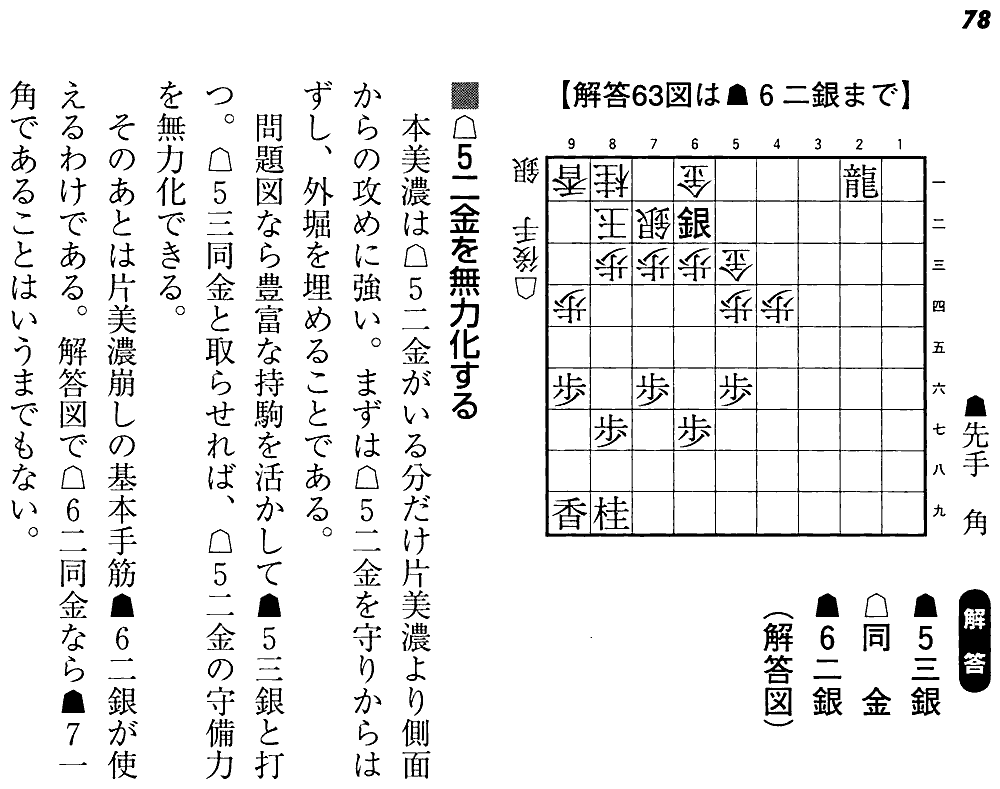 78
【解答63図は☗6二銀まで】
9 8 7 6 5 4 3 2 1
香 桂 金 龍 一
王 銀 銀 二
歩 歩 歩 金 三
歩 歩 歩 四
五
歩 歩 歩 六
歩 歩 七
八
香 桂 九
☗先手 角
☖後手 銀
解答
☗5三銀
☖同 金
☗6二銀
(解答図)
■☖5二金を無力化する
本美濃は☖5二金がいる分だけ片美濃より側面
からの攻めに強い。まずは☖5二金を守りからは
ずし、外堀を埋めることである。
問題図なら豊富な持駒を活かして☗5三銀と打
つ。☖5三同金と取らせれば、☖5二金の守備力
を無力化できる。
そのあとは片美濃崩しの基本手筋☗6二銀が使
えるわけである。解答図で☖6二同金なら☗7一
角であることはいうまでもない。